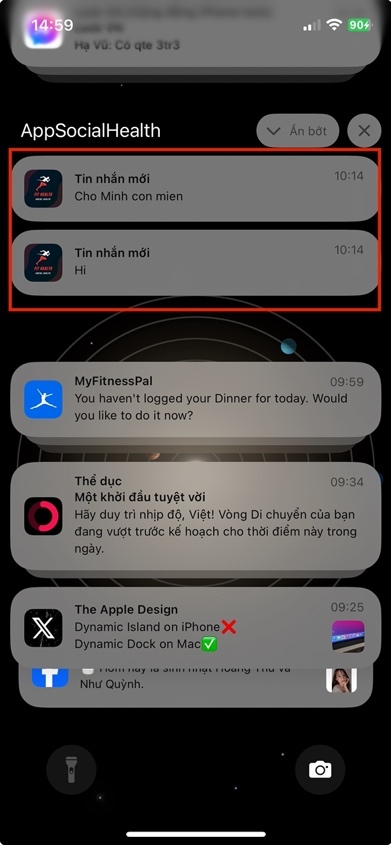 14:59
90
Hạ Vũ: Có qte 3tr3
AppSocialHealth
Ẩn bớt
Tin nhắn mới
10:14
Cho Minh con mien
FIT HEALTH
Tin nhắn mới
10:14
Hi
FIT HEALTH
MyFitnessPal
09:59
You haven't logged your Dinner for today. Would
you like to do it now?
Thể dục
09:34
Một khởi đầu tuyệt vời
Hãy duy trì nhịp độ, Việt! Vòng Di chuyển của bạn
đang vượt trước kế hoạch cho thời điểm này trong
ngày.
The Apple Design
09:25
Dynamic Island on iPhone❌
Dynamic Dock on Mac✅
Hôm nay là sinh nhật Hoàng Thu và
Như Quỳnh.